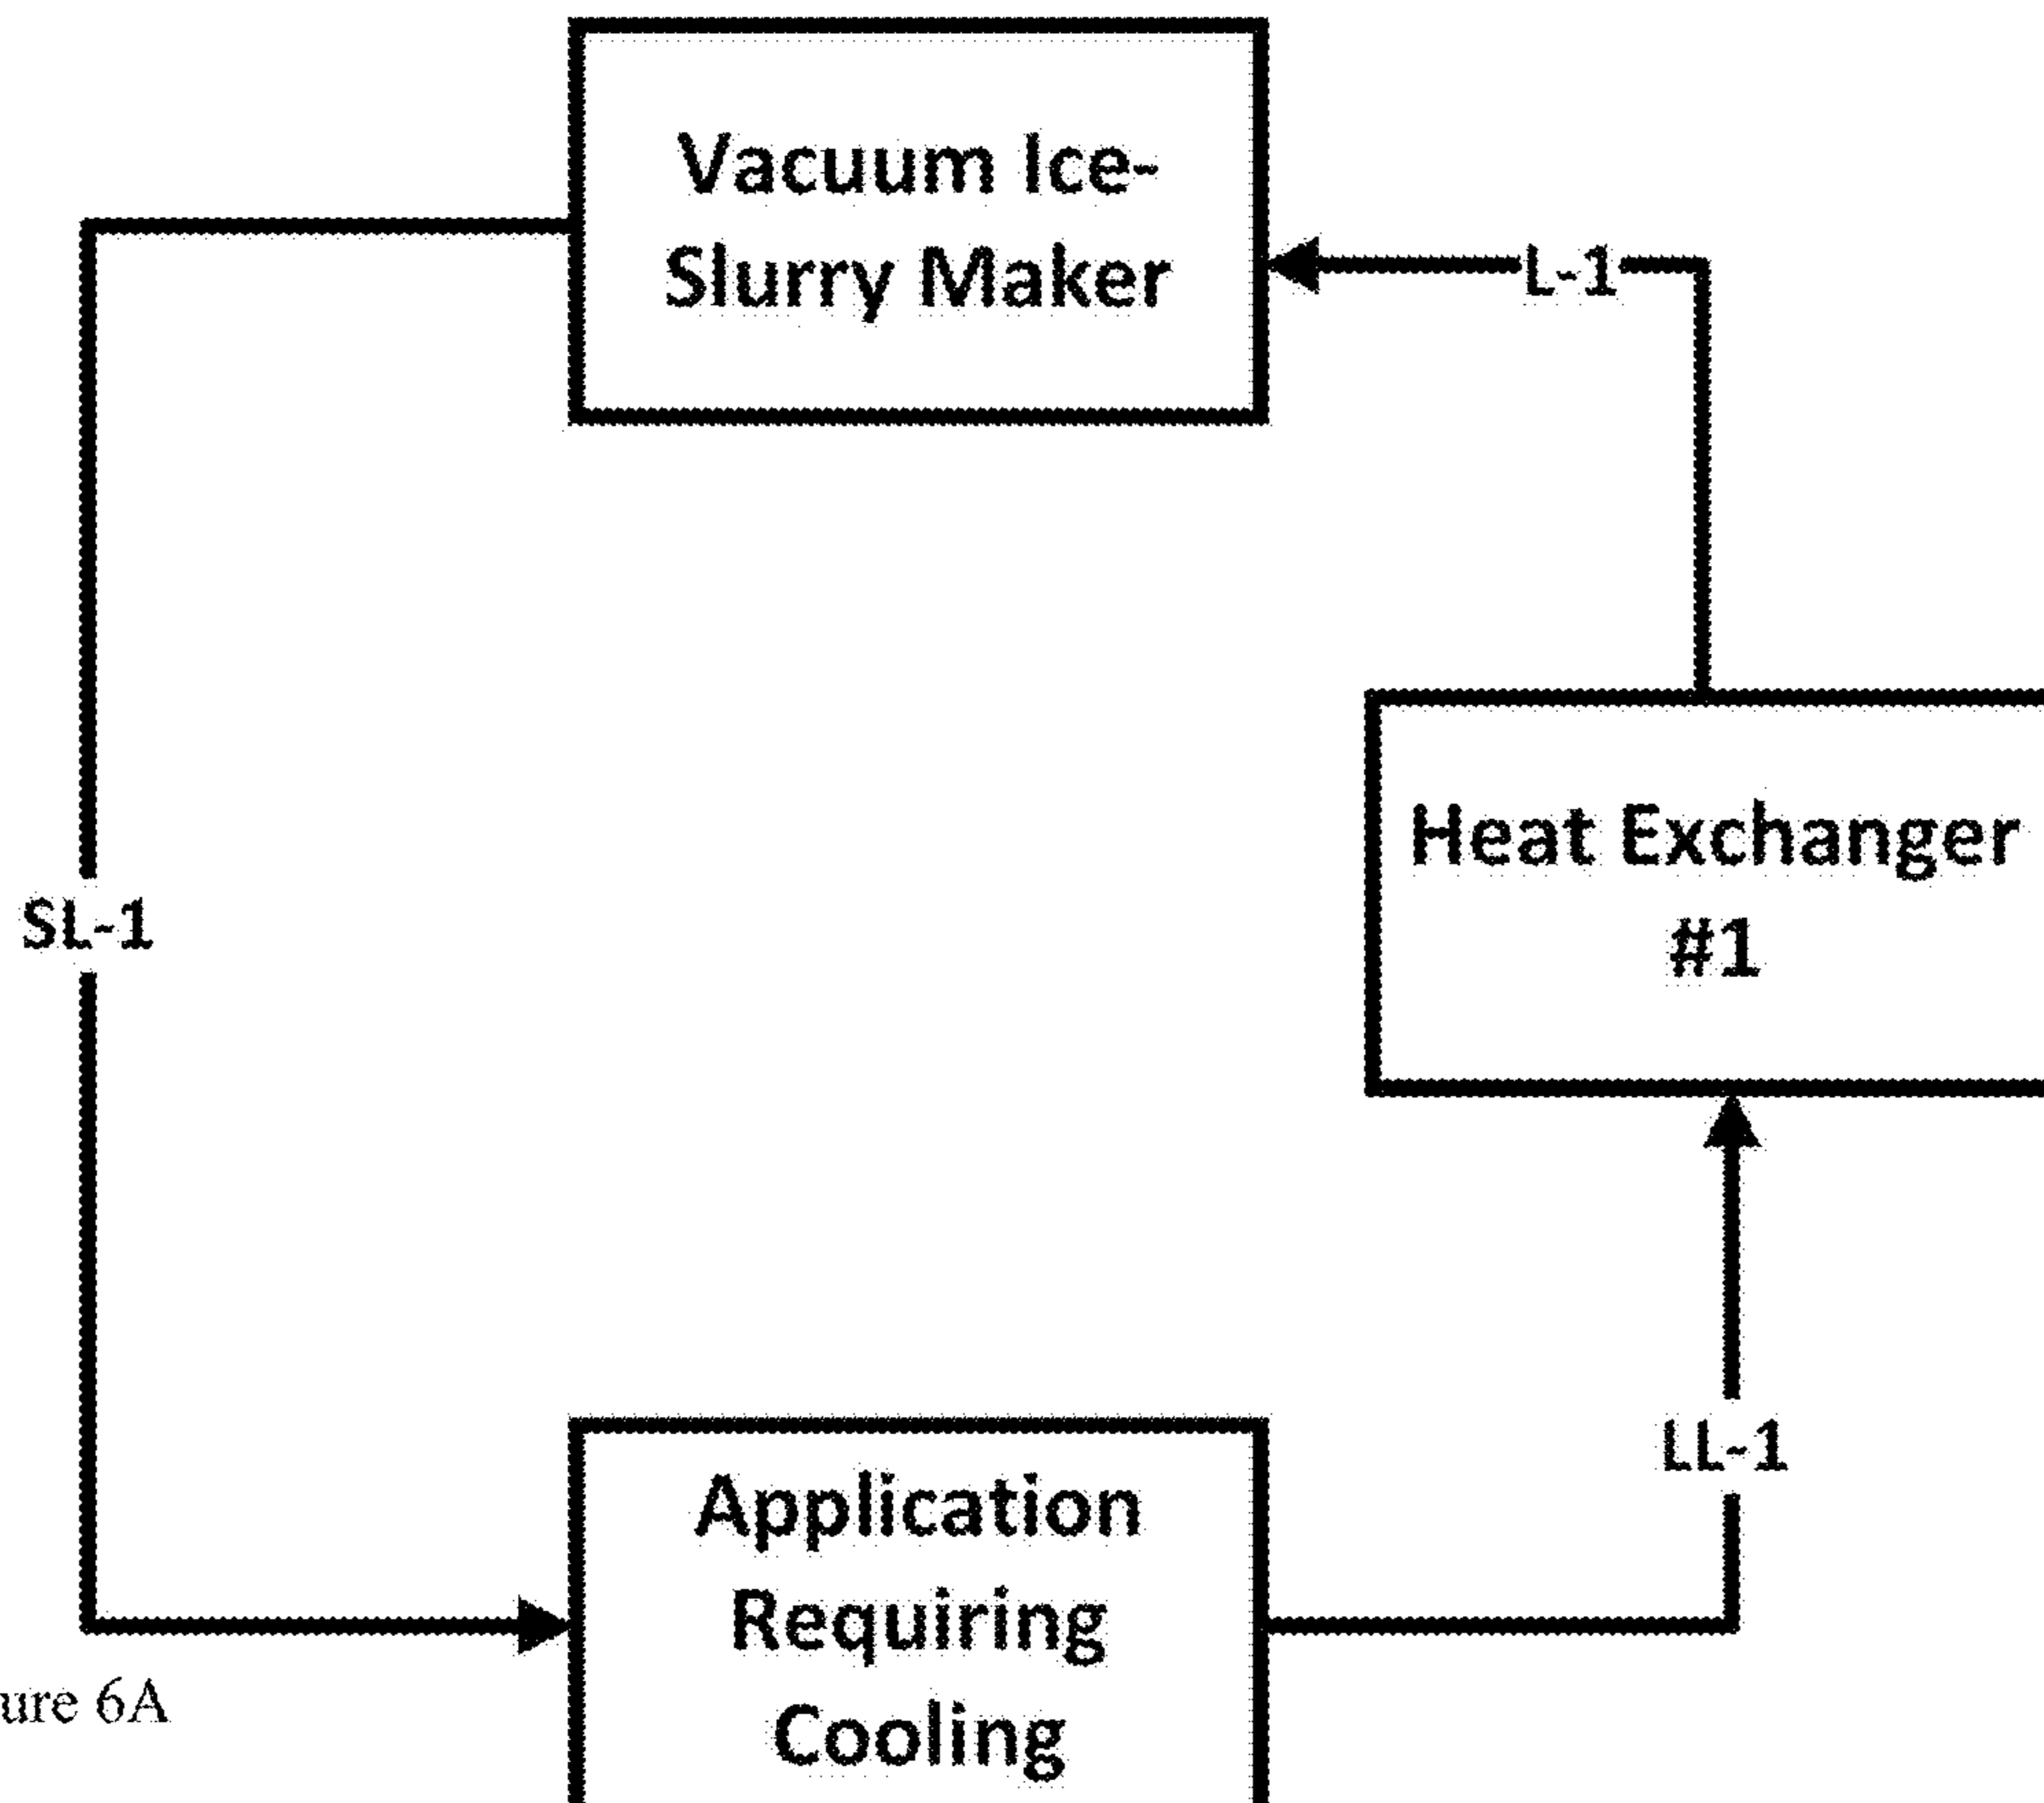 Vacuum Ice-
Slurry Maker
L-1
Heat Exchanger
#1
SL-1
LL-1
Application
Requiring
Cooling
ure 6A